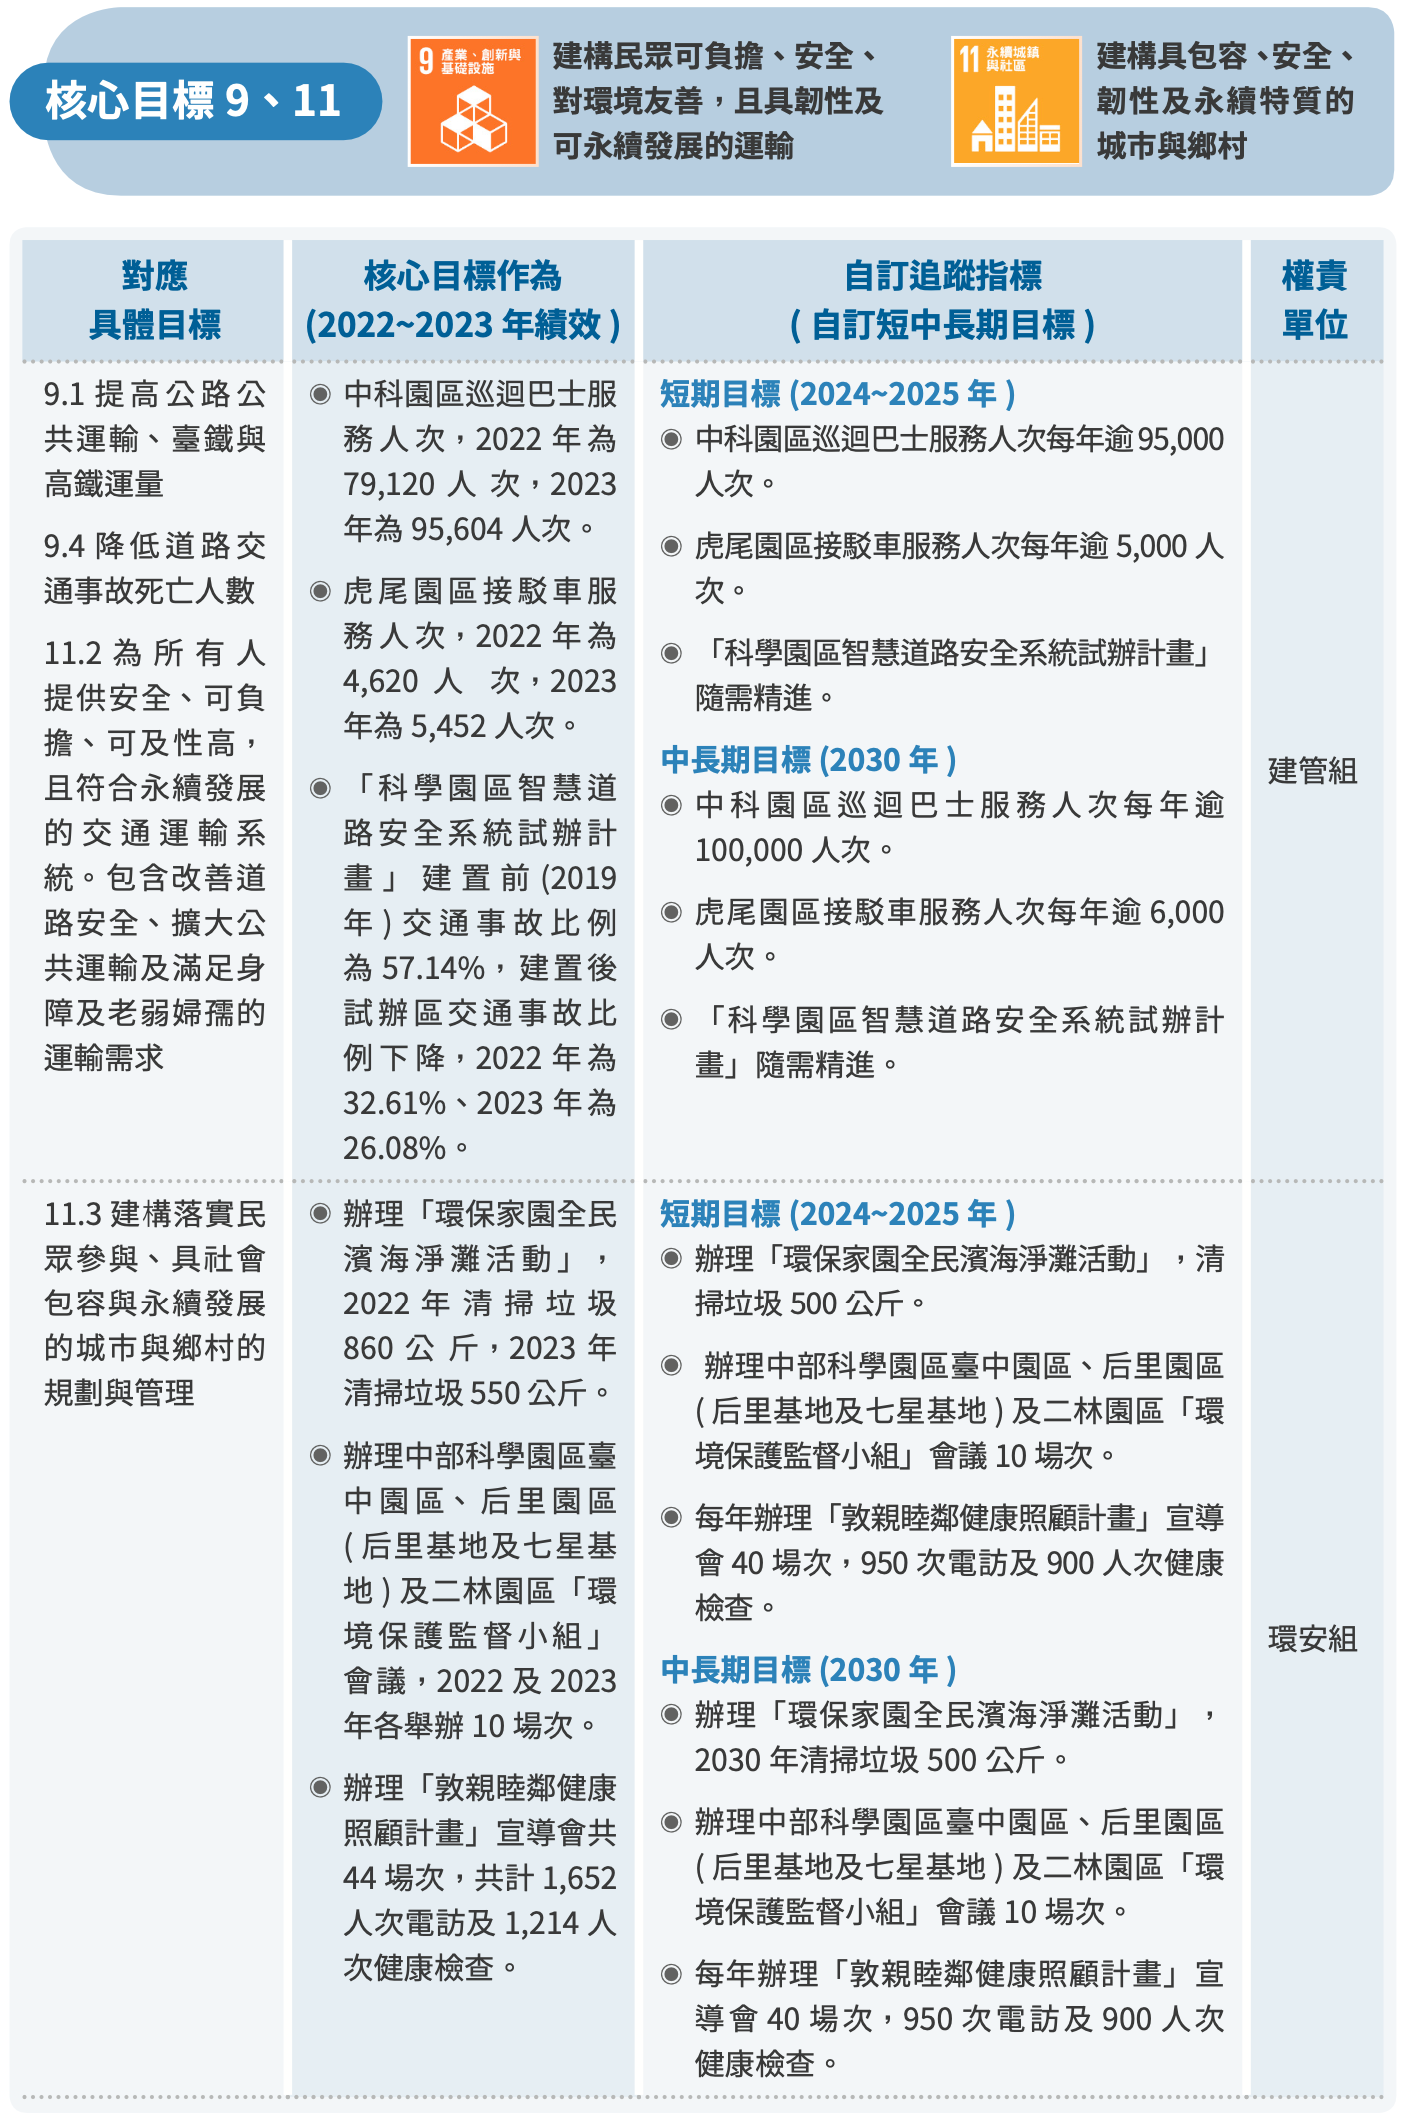 核心目標 9、11
9 產業、創新與
基礎設施
建構民眾可負擔、安全、
對環境友善，且具韌性及
可永續發展的運輸
11 永續城鎮
與社區
建構具包容、安全、
韌性及永續特質的
城市與鄉村
對應
具體目標
核心目標作為
(2022~2023 年績效 )
自訂追蹤指標
( 自訂短中長期目標 )
權責
單位
9.1 提高公路公
共運輸、臺鐵與
高鐵運量
9.4 降低道路交
通事故死亡人數
11.2 為所有人
提供安全、可負
擔、可及性高，
且符合永續發展
的交通運輸系
統。包含改善道
路安全、擴大公
共運輸及滿足身
障及老弱婦孺的
運輸需求
◉ 中科園區巡迴巴士服
務人次，2022 年為
79,120 人 次，2023
年為 95,604 人次。
◉ 虎尾園區接駁車服
務人次，2022 年為
4,620 人 次，2023
年為 5,452 人次。
◉ 「科學園區智慧道
路安全系統試辦計
畫」建置前 (2019
年 ) 交通事故比例
為 57.14%，建置後
試辦區交通事故比
例下降，2022 年為
32.61%、2023 年為
26.08%。
短期目標 (2024~2025 年 )
◉ 中科園區巡迴巴士服務人次每年逾 95,000
人次。
◉ 虎尾園區接駁車服務人次每年逾 5,000 人
次。
◉ 「科學園區智慧道路安全系統試辦計畫」
隨需精進。
中長期目標 (2030 年 )
◉ 中科園區巡迴巴士服務人次每年逾
100,000 人次。
◉ 虎尾園區接駁車服務人次每年逾 6,000
人次。
◉ 「科學園區智慧道路安全系統試辦計
畫」隨需精進。
建管組
11.3 建構落實民
眾參與、具社會
包容與永續發展
的城市與鄉村的
規劃與管理
◉ 辦理「環保家園全民
濱海淨灘活動」，
2022 年清掃垃圾
860 公 斤，2023 年
清掃垃圾 550 公斤。
◉ 辦理中部科學園區臺
中園區、后里園區
( 后里基地及七星基
地 ) 及二林園區「環
境保護監督小組」
會議，2022 及 2023
年各舉辦 10 場次。
◉ 辦理「敦親睦鄰健康
照顧計畫」宣導會共
44 場次，共計 1,652
人次電訪及 1,214 人
次健康檢查。
短期目標 (2024~2025 年 )
◉ 辦理「環保家園全民濱海淨灘活動」，清
掃垃圾 500 公斤。
◉ 辦理中部科學園區臺中園區、后里園區
( 后里基地及七星基地 ) 及二林園區「環
境保護監督小組」會議 10 場次。
◉ 每年辦理「敦親睦鄰健康照顧計畫」宣導
會 40 場次，950 次電訪及 900 人次健康
檢查。
中長期目標 (2030 年 )
◉ 辦理「環保家園全民濱海淨灘活動」，
2030 年清掃垃圾 500 公斤。
◉ 辦理中部科學園區臺中園區、后里園區
( 后里基地及七星基地 ) 及二林園區「環
境保護監督小組」會議 10 場次。
◉ 每年辦理「敦親睦鄰健康照顧計畫」宣
導會 40 場次，950 次電訪及 900 人次
健康檢查。
環安組